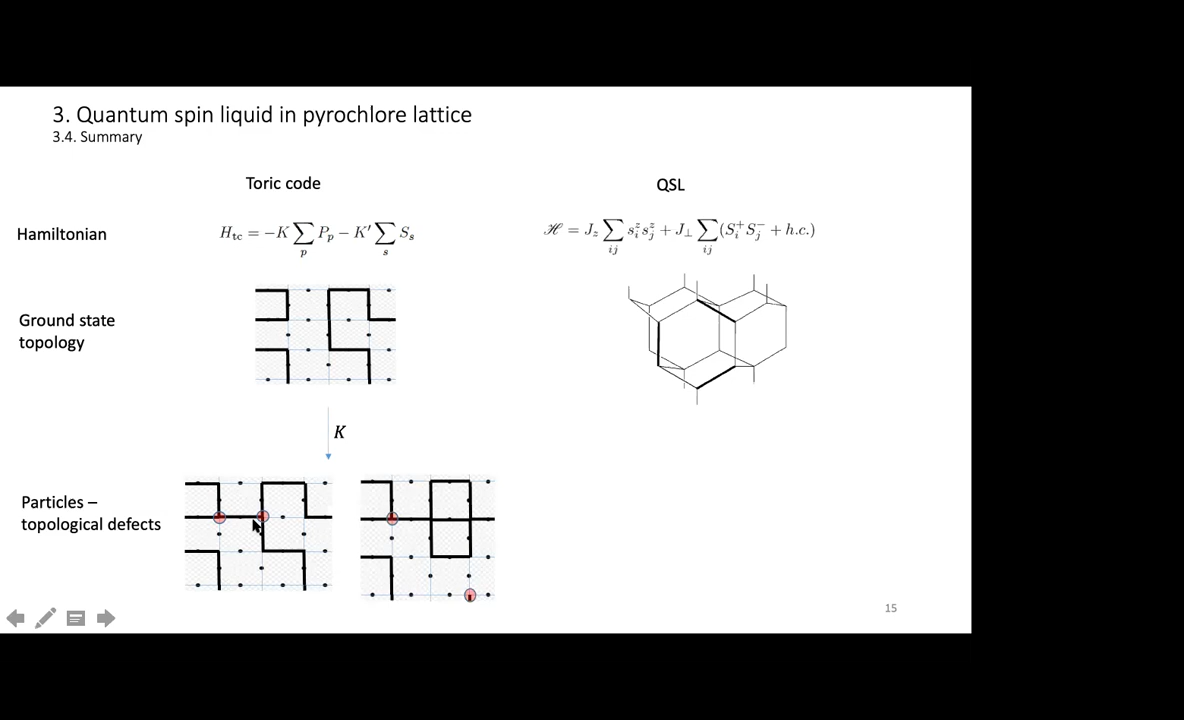 3. Quantum spin liquid in pyrochlore lattice
3.4. Summary
Toric code
QSL
Hamiltonian
H_tc = −K ∑_p P_p − K′ ∑_s S_s
ℋ = J_z ∑_ij s_i^z s_j^z + J_⊥ ∑_ij (S_i^+ S_j^- + h.c.)
Ground state
topology
K
Particles –
topological defects
15